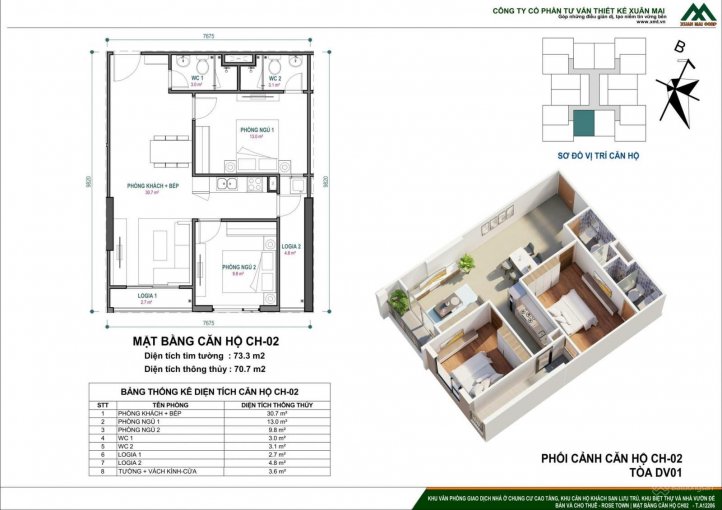 CÔNG TY CỔ PHẦN TƯ VẤN THIẾT KẾ XUÂN MAI
Góp những điều giản dị, tạo niềm tin vững bền
www.xmd.vn
XUAN MAI CORP
7675
9820
9820
WC 1
3.0 m²
WC 2
3.1 m²
PHÒNG NGỦ 1
13.0 m²
PHÒNG KHÁCH + BẾP
30.7 m²
PHÒNG NGỦ 2
9.8 m²
LOGIA 2
4.8 m²
LOGIA 1
2.7 m²
7675
B
SƠ ĐỒ VỊ TRÍ CĂN HỘ
MẶT BẰNG CĂN HỘ CH-02
Diện tích tim tường : 73.3 m2
Diện tích thông thủy : 70.7 m2
BẢNG THỐNG KÊ DIỆN TÍCH CĂN HỘ CH-02
STT TÊN PHÒNG DIỆN TÍCH THÔNG THỦY
1 PHÒNG KHÁCH + BẾP 30.7 m²
2 PHÒNG NGỦ 1 13.0 m²
3 PHÒNG NGỦ 2 9.8 m²
4 WC 1 3.0 m²
5 WC 2 3.1 m²
6 LOGIA 1 2.7 m²
7 LOGIA 2 4.8 m²
8 TƯỜNG + VÁCH KÍNH-CỬA 3.6 m²
PHỐI CẢNH CĂN HỘ CH-02
TÒA DV01
KHU VĂN PHÒNG GIAO DỊCH NHÀ Ở CHUNG CƯ CAO TẦNG, KHU CĂN HỘ KHÁCH SẠN LƯU TRÚ, KHU BIỆT THỰ VÀ NHÀ VƯỜN ĐỂ
BÁN VÀ CHO THUÊ - ROSE TOWN | MẶT BẰNG CĂN HỘ CH02 - T.A12286